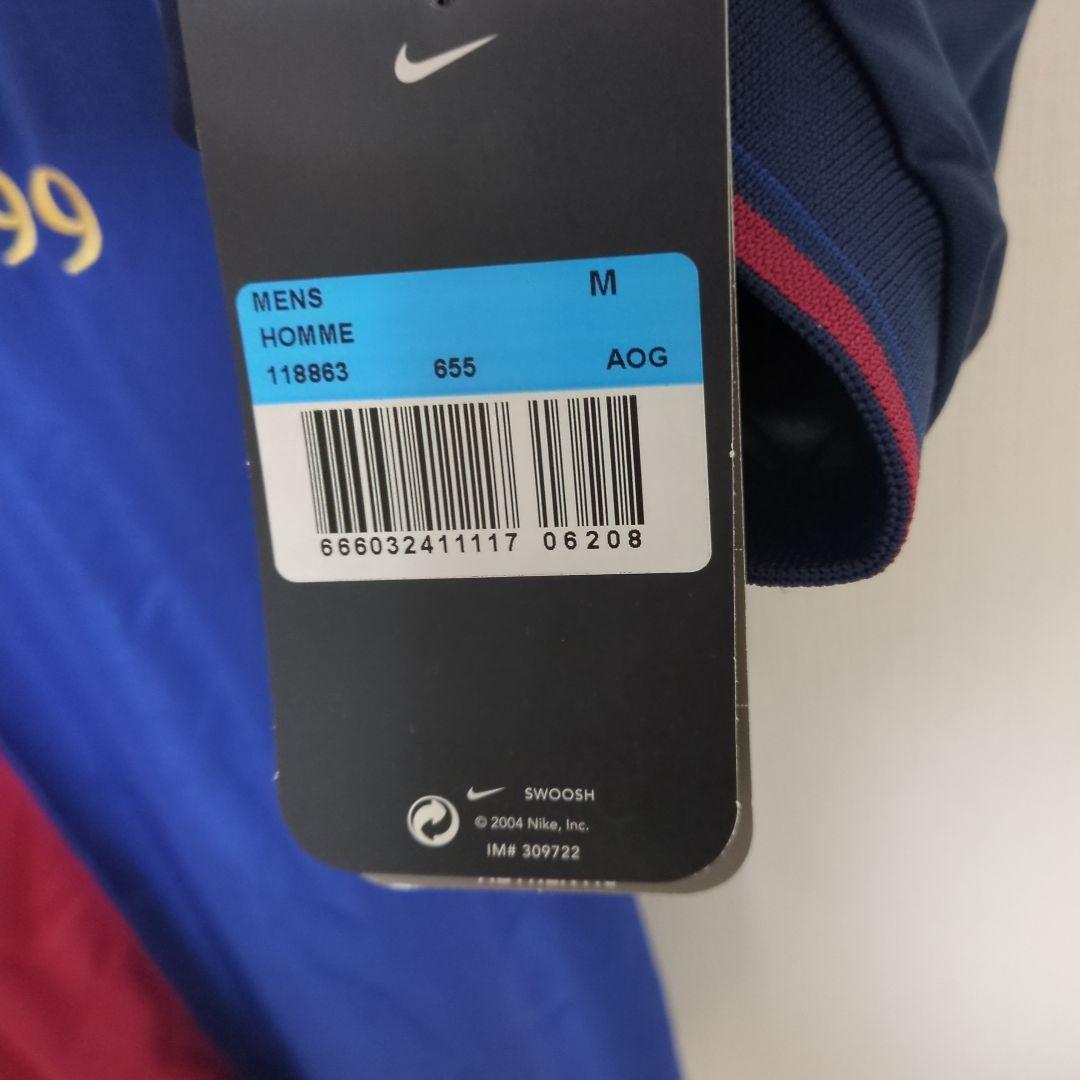 99
MENS M
HOMME
118863 655 AOG
666032411117 06208
SWOOSH
© 2004 Nike, Inc.
IM# 309722